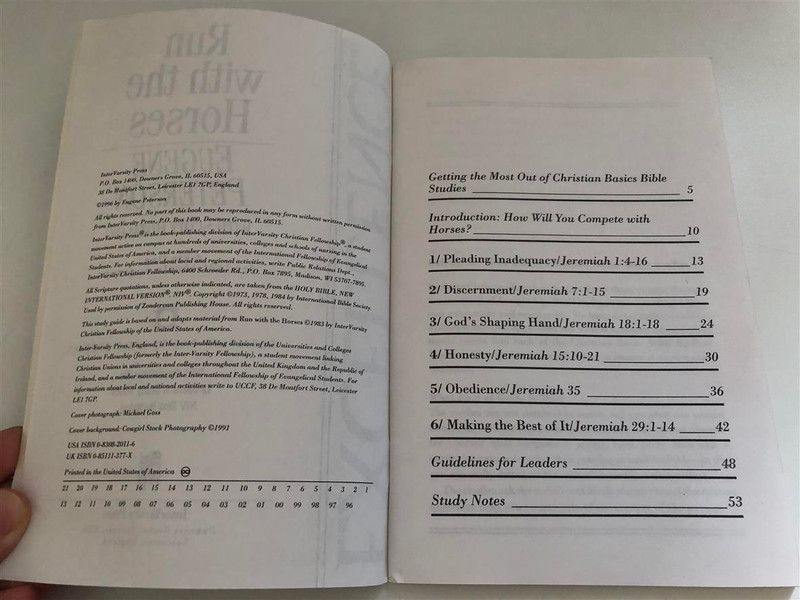 InterVarsity Press
P.O. Box 1400, Downers Grove, IL 60515, USA
38 De Montfort Street, Leicester LE1 7GP, England
©1996 by Eugene Peterson
All rights reserved. No part of this book may be reproduced in any form without written permission
from InterVarsity Press, P.O. Box 1400, Downers Grove, IL 60515.
InterVarsity Press® is the book-publishing division of InterVarsity Christian Fellowship®, a student
movement active on campus at hundreds of universities, colleges and schools of nursing in the
United States of America, and a member movement of the International Fellowship of Evangelical
Students. For information about local and regional activities, write Public Relations Dept.,
InterVarsity Christian Fellowship, 6400 Schroeder Rd., P.O. Box 7895, Madison, WI 53707-7895.
All Scripture quotations, unless otherwise indicated, are taken from the HOLY BIBLE, NEW
INTERNATIONAL VERSION®. NIV®. Copyright ©1973, 1978, 1984 by International Bible Society.
Used by permission of Zondervan Publishing House. All rights reserved.
This study guide is based on and adapts material from Run with the Horses ©1983 by InterVarsity
Christian Fellowship of the United States of America.
Inter-Varsity Press, England, is the book-publishing division of the Universities and Colleges
Christian Fellowship (formerly the Inter-Varsity Fellowship), a student movement linking
Christian Unions in universities and colleges throughout the United Kingdom and the Republic of
Ireland, and a member movement of the International Fellowship of Evangelical Students. For
information about local and national activities write to UCCF, 38 De Montfort Street, Leicester
LE1 7GP.
Cover photograph: Michael Goss
Cover background: Cowgirl Stock Photography ©1991
USA ISBN 0-8308-2011-6
UK ISBN 0-85111-377-X
Printed in the United States of America
21 20 19 18 17 16 15 14 13 12 11 10 9 8 7 6 5 4 3 2 1
13 12 11 10 09 08 07 06 05 04 03 02 01 00 99 98 97 96
Getting the Most Out of Christian Basics Bible
Studies 5
Introduction: How Will You Compete with
Horses? 10
1/ Pleading Inadequacy/Jeremiah 1:4-16 13
2/ Discernment/Jeremiah 7:1-15 19
3/ God's Shaping Hand/Jeremiah 18:1-18 24
4/ Honesty/Jeremiah 15:10-21 30
5/ Obedience/Jeremiah 35 36
6/ Making the Best of It/Jeremiah 29:1-14 42
Guidelines for Leaders 48
Study Notes 53